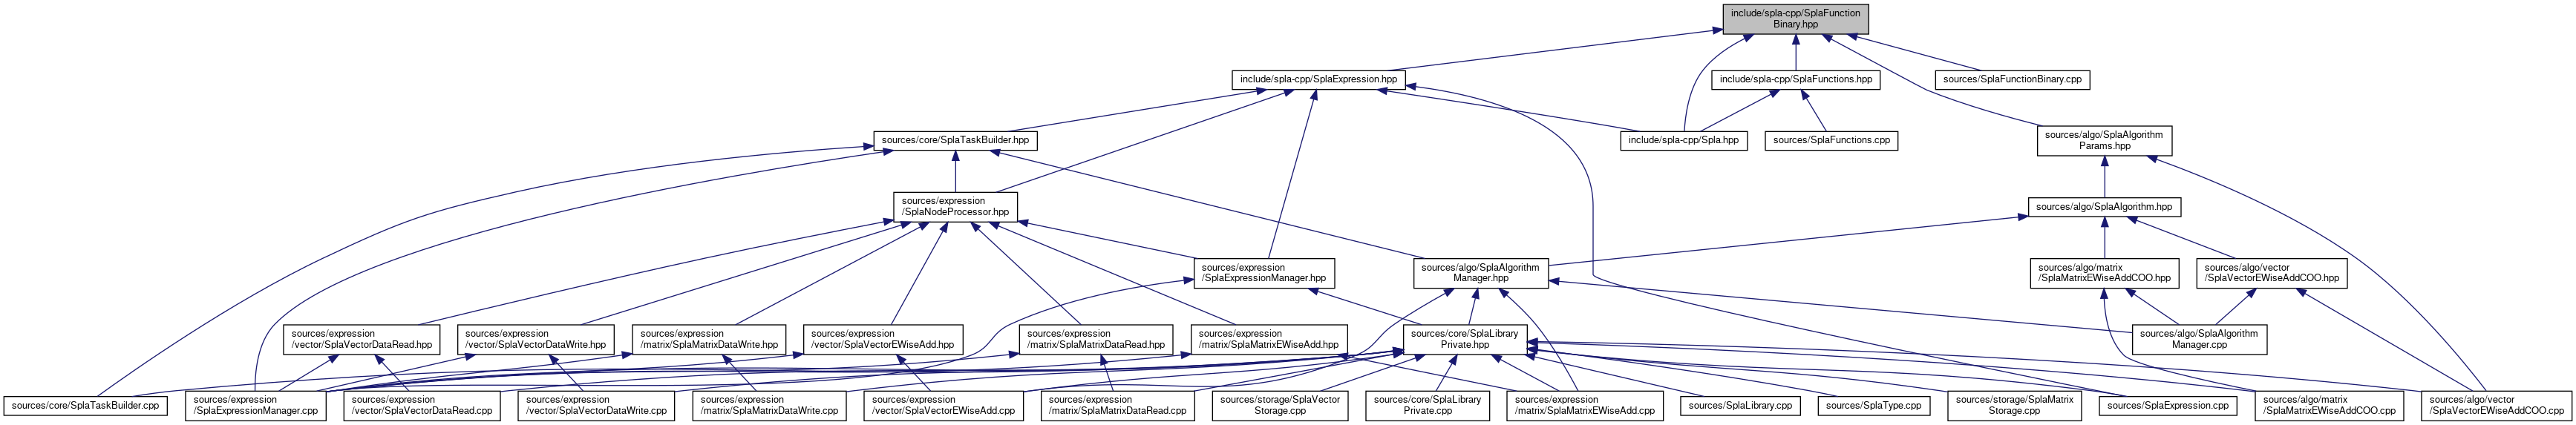 include/spla-cpp/SplaFunction
Binary.hpp
include/spla-cpp/SplaExpression.hpp
include/spla-cpp/SplaFunctions.hpp
sources/SplaFunctionBinary.cpp
sources/core/SplaTaskBuilder.hpp
include/spla-cpp/Spla.hpp
sources/SplaFunctions.cpp
sources/algo/SplaAlgorithm
Params.hpp
sources/expression
/SplaNodeProcessor.hpp
sources/algo/SplaAlgorithm.hpp
sources/expression
/SplaExpressionManager.hpp
sources/algo/SplaAlgorithm
Manager.hpp
sources/algo/matrix
/SplaMatrixEWiseAddCOO.hpp
sources/algo/vector
/SplaVectorEWiseAddCOO.hpp
sources/expression
/vector/SplaVectorDataRead.hpp
sources/expression
/vector/SplaVectorDataWrite.hpp
sources/expression
/matrix/SplaMatrixDataWrite.hpp
sources/expression
/vector/SplaVectorEWiseAdd.hpp
sources/expression
/matrix/SplaMatrixDataRead.hpp
sources/expression
/matrix/SplaMatrixEWiseAdd.hpp
sources/core/SplaLibrary
Private.hpp
sources/algo/SplaAlgorithm
Manager.cpp
sources/core/SplaTaskBuilder.cpp
sources/expression
/SplaExpressionManager.cpp
sources/expression
/vector/SplaVectorDataRead.cpp
sources/expression
/vector/SplaVectorDataWrite.cpp
sources/expression
/matrix/SplaMatrixDataWrite.cpp
sources/expression
/vector/SplaVectorEWiseAdd.cpp
sources/expression
/matrix/SplaMatrixDataRead.cpp
sources/storage/SplaVector
Storage.cpp
sources/core/SplaLibrary
Private.cpp
sources/expression
/matrix/SplaMatrixEWiseAdd.cpp
sources/SplaLibrary.cpp
sources/SplaType.cpp
sources/storage/SplaMatrix
Storage.cpp
sources/SplaExpression.cpp
sources/algo/matrix
/SplaMatrixEWiseAddCOO.cpp
sources/algo/vector
/SplaVectorEWiseAddCOO.cpp